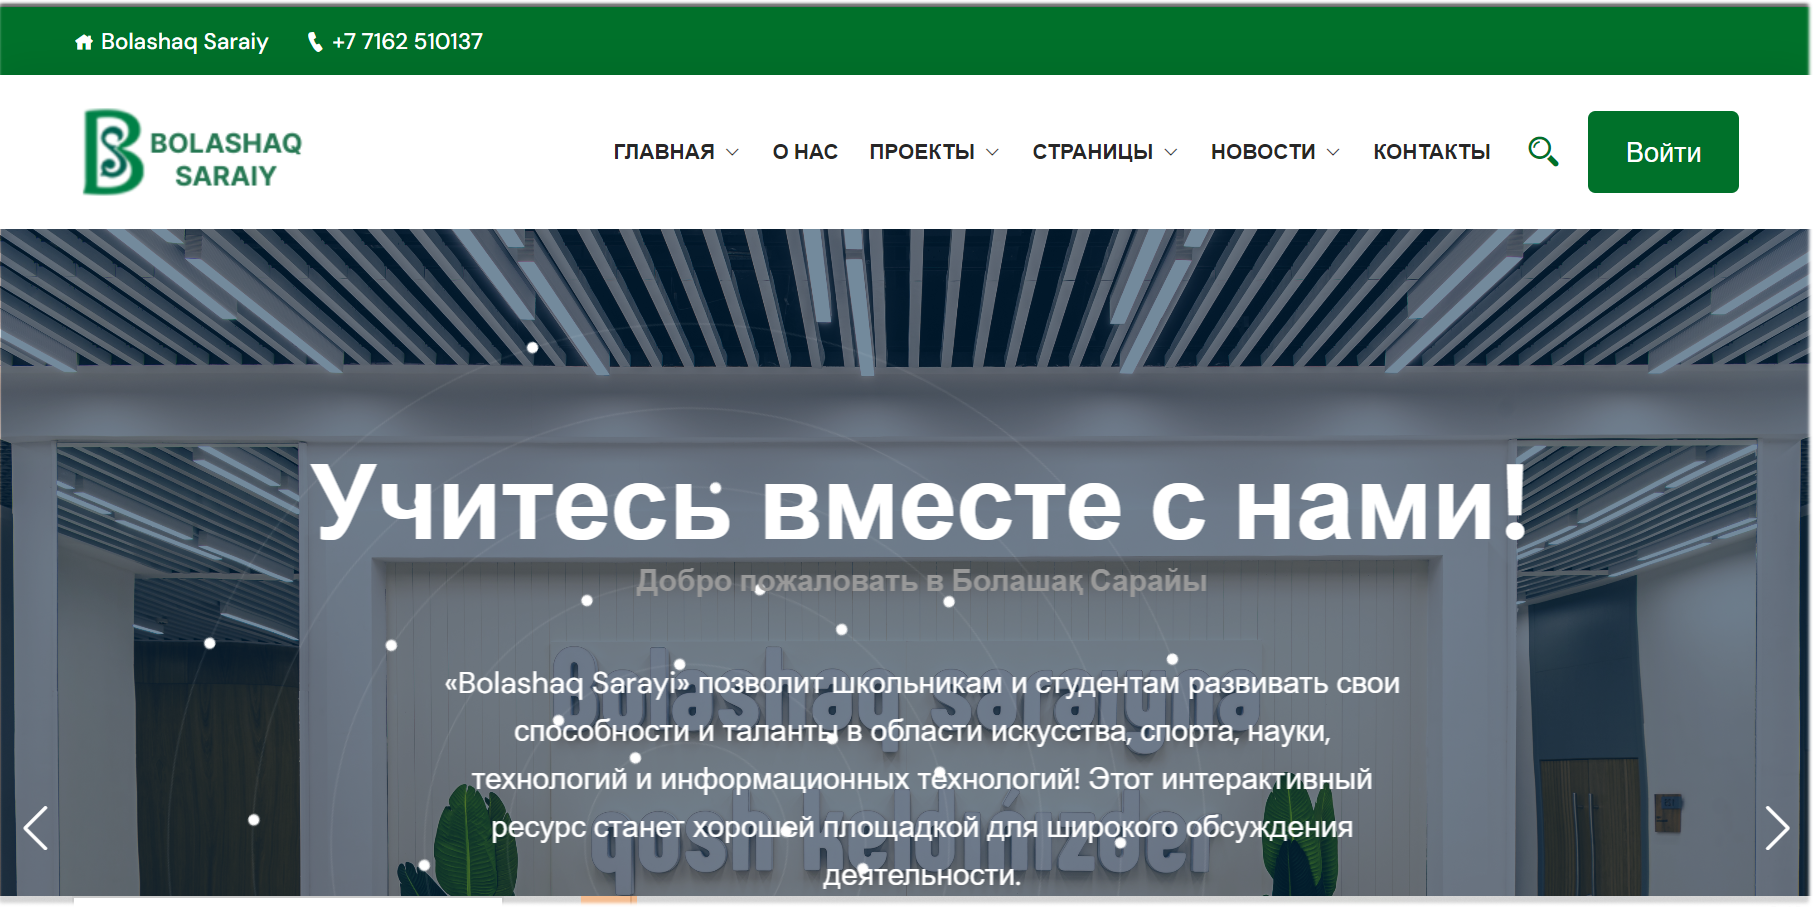 Bolashaq Saraiy +7 7162 510137
BOLASHAQ
SARAIY
ГЛАВНАЯ О НАС ПРОЕКТЫ СТРАНИЦЫ НОВОСТИ КОНТАКТЫ Войти
Учитесь вместе с нами!
Добро пожаловать в Болашақ Сарайы
«Bolashaq Sarayi» позволит школьникам и студентам развивать свои
способности и таланты в области искусства, спорта, науки,
технологий и информационных технологий! Этот интерактивный
ресурс станет хорошей площадкой для широкого обсуждения
деятельности.
Bolashaq saraiyna
qosh keldińizder